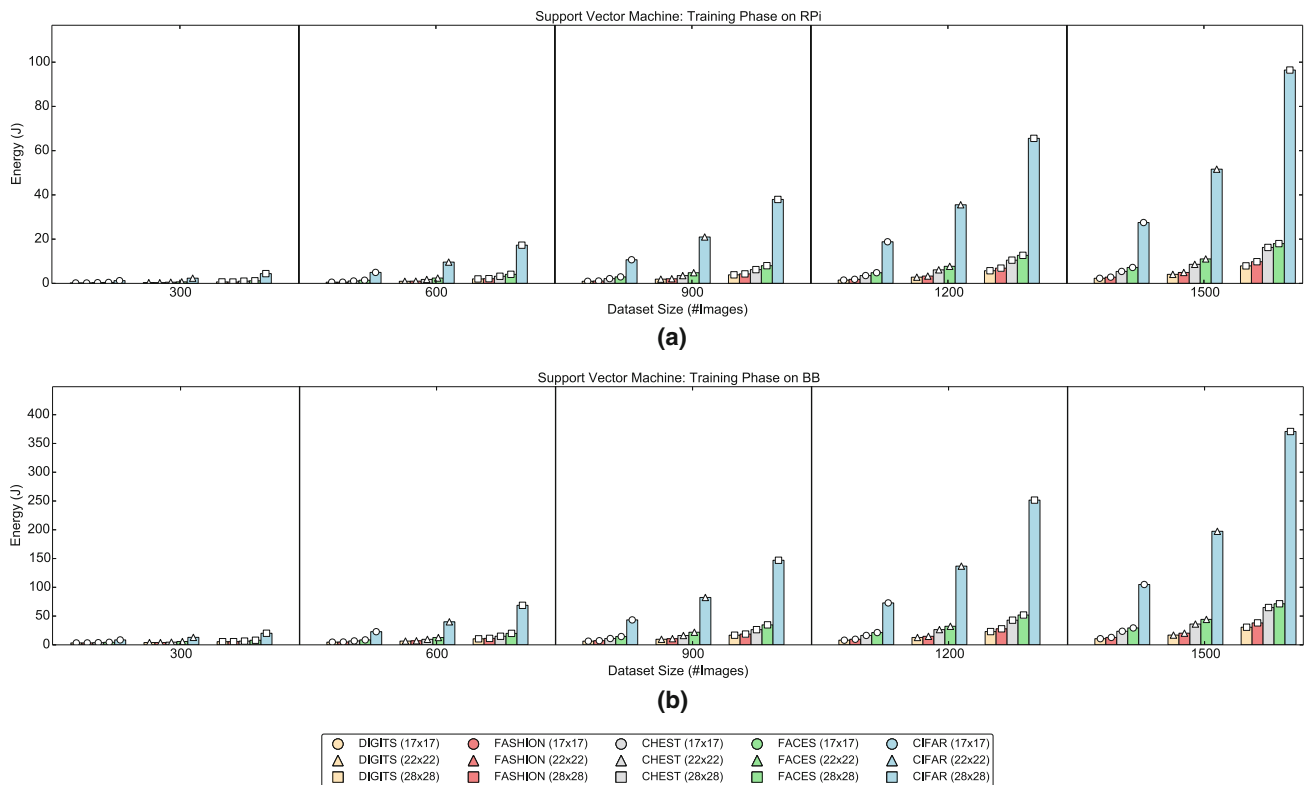 Support Vector Machine: Training Phase on RPi
Energy (J)
100
80
60
40
20
0
300 600 900 1200 1500
Dataset Size (#Images)
(a)
Support Vector Machine: Training Phase on BB
Energy (J)
400
350
300
250
200
150
100
50
0
300 600 900 1200 1500
Dataset Size (#Images)
(b)
DIGITS (17x17) FASHION (17x17) CHEST (17x17) FACES (17x17) CIFAR (17x17)
DIGITS (22x22) FASHION (22x22) CHEST (22x22) FACES (22x22) CIFAR (22x22)
DIGITS (28x28) FASHION (28x28) CHEST (28x28) FACES (28x28) CIFAR (28x28)